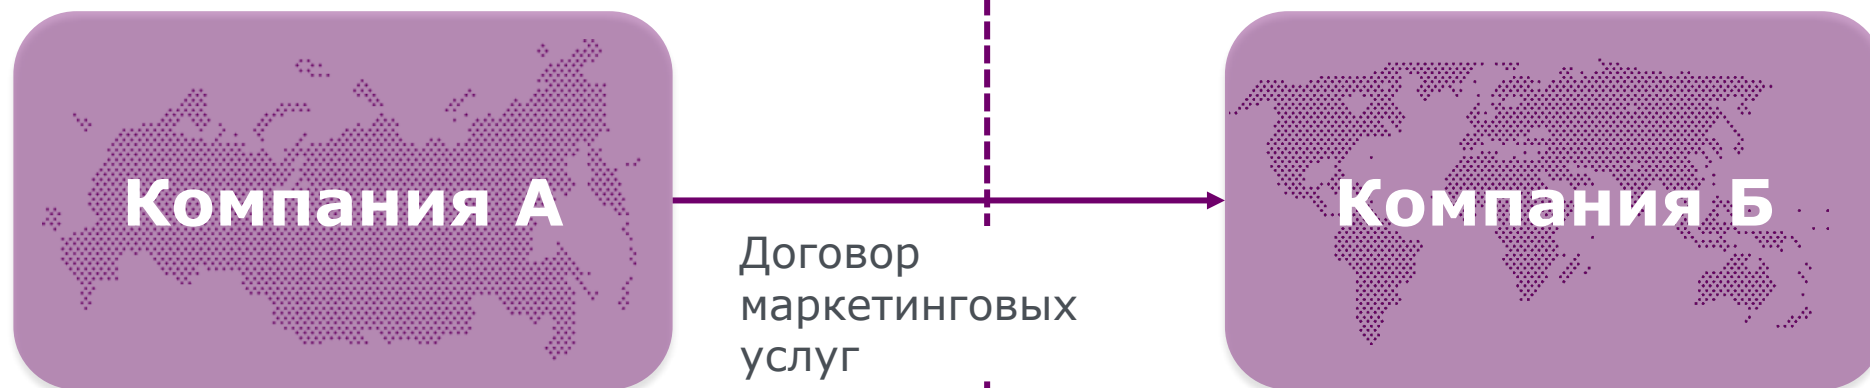 Компания А
Компания Б
Договор
маркетинговых
услуг